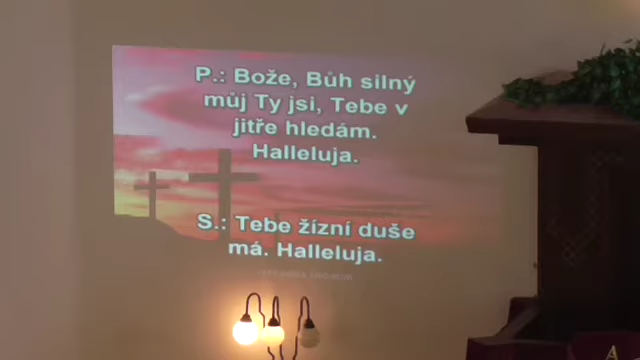 P.: Bože, Bůh silný
můj Ty jsi, Tebe v
jitře hledám.
Halleluja.
S.: Tebe žízní duše
má. Halleluja.
A